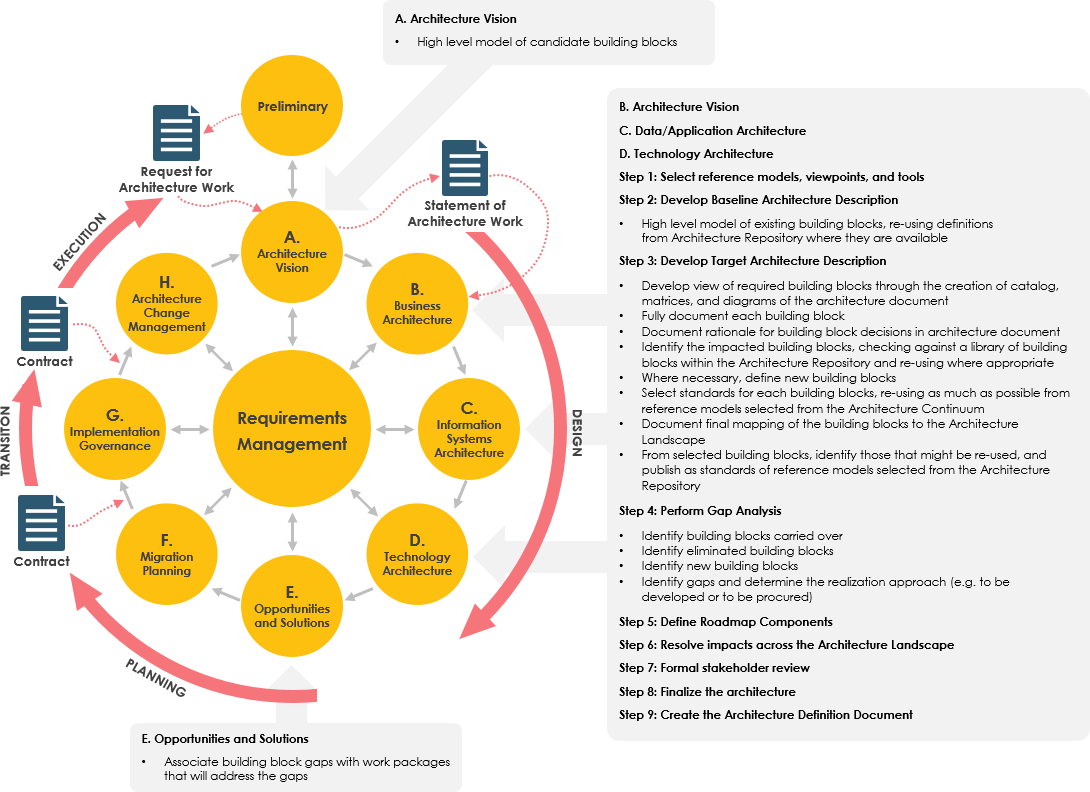 A. Architecture Vision
• High level model of candidate building blocks
Preliminary
Request for
Architecture Work
Statement of
Architecture Work
EXECUTION
A.
Architecture
Vision
H.
Architecture
Change
Management
B.
Business
Architecture
Contract
G.
Implementation
Governance
Requirements
Management
C.
Information
Systems
Architecture
TRANSITON
DESIGN
Contract
F.
Migration
Planning
D.
Technology
Architecture
E.
Opportunities
and Solutions
PLANNING
E. Opportunities and Solutions
• Associate building block gaps with work packages
that will address the gaps
B. Architecture Vision
C. Data/Application Architecture
D. Technology Architecture
Step 1: Select reference models, viewpoints, and tools
Step 2: Develop Baseline Architecture Description
• High level model of existing building blocks, re-using definitions
from Architecture Repository where they are available
Step 3: Develop Target Architecture Description
• Develop view of required building blocks through the creation of catalog,
matrices, and diagrams of the architecture document
• Fully document each building block
• Document rationale for building block decisions in architecture document
• Identify the impacted building blocks, checking against a library of building
blocks within the Architecture Repository and re-using where appropriate
• Where necessary, define new building blocks
• Select standards for each building blocks, re-using as much as possible from
reference models selected from the Architecture Continuum
• Document final mapping of the building blocks to the Architecture
Landscape
• From selected building blocks, identify those that might be re-used, and
publish as standards of reference models selected from the Architecture
Repository
Step 4: Perform Gap Analysis
• Identify building blocks carried over
• Identify eliminated building blocks
• Identify new building blocks
• Identify gaps and determine the realization approach (e.g. to be
developed or to be procured)
Step 5: Define Roadmap Components
Step 6: Resolve impacts across the Architecture Landscape
Step 7: Formal stakeholder review
Step 8: Finalize the architecture
Step 9: Create the Architecture Definition Document